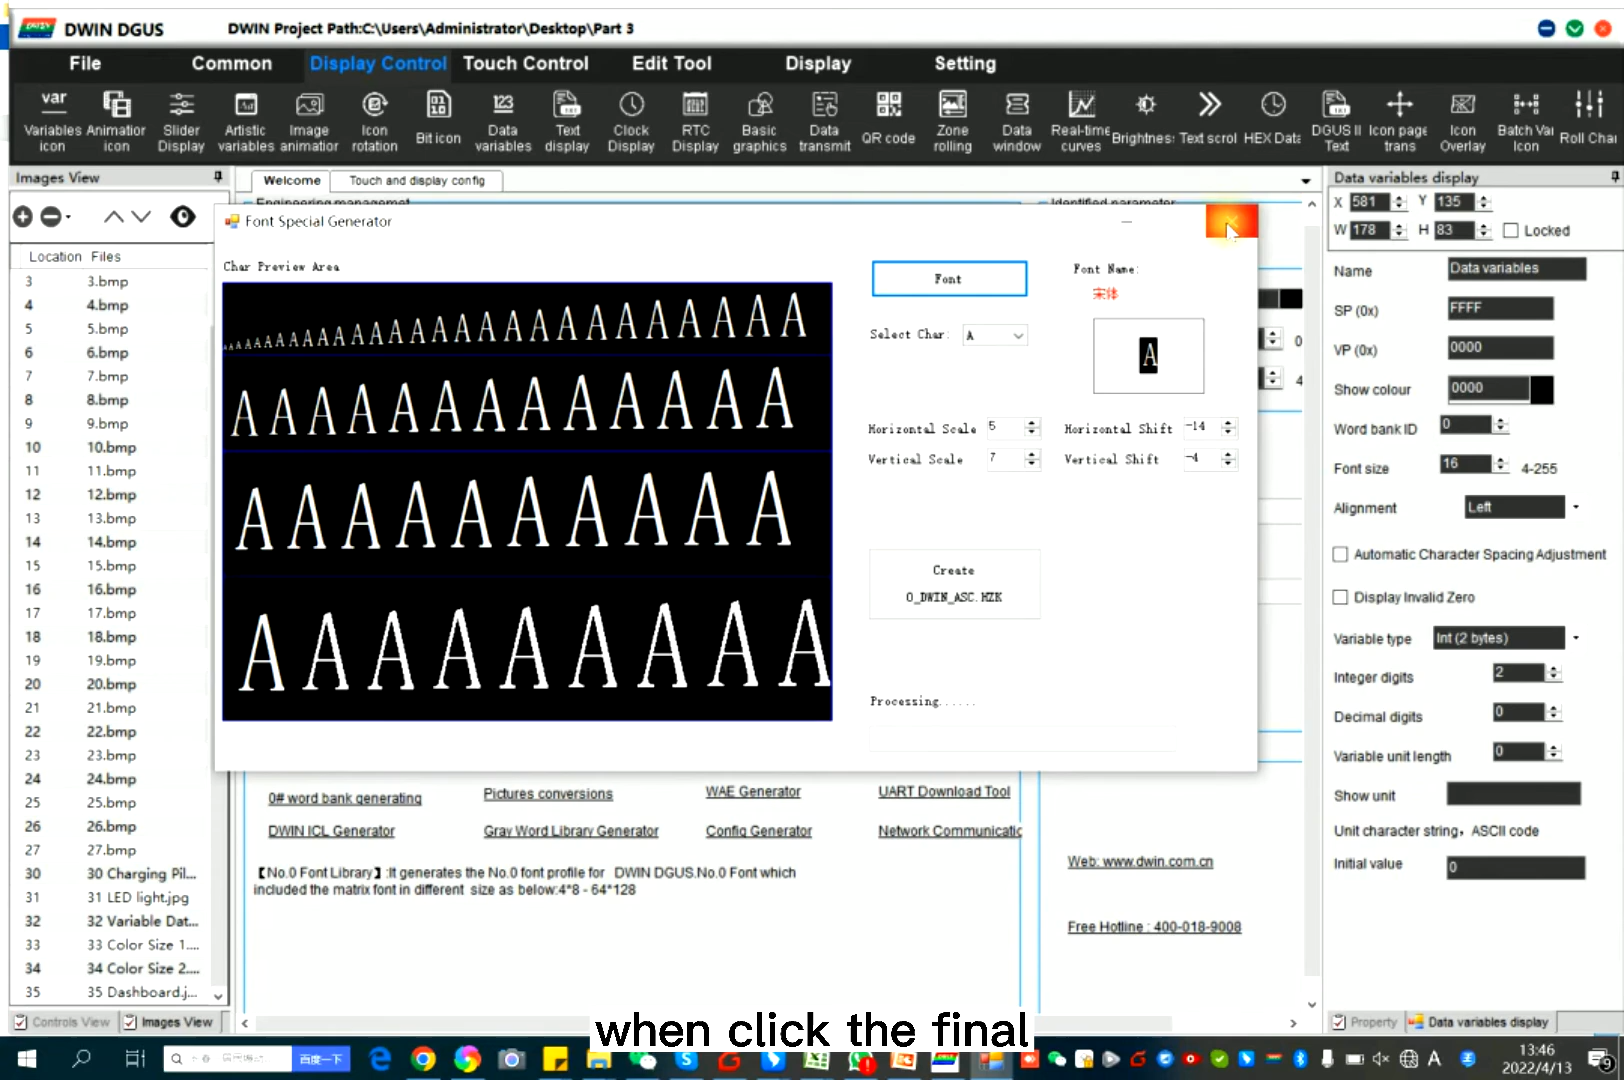 DWIN DGUS
DWIN Project Path:C:\Users\Administrator\Desktop\Part 3
File Common Display Control Touch Control Edit Tool Display Setting
var
Variables icon
Animation icon
Slider Display
Artistic variables
Image animation
Icon rotation
Bit icon
Data variables
Text display
Clock Display
RTC Display
Basic graphics
Data transmit
QR code
Zone rolling
Data window
Real-time curves
Brightness
Text scrol
HEX Data
DGUS II Text
Icon page trans
Icon Overlay
Batch Var Icon
Roll Char
Images View
Location Files
3 3.bmp
4 4.bmp
5 5.bmp
6 6.bmp
7 7.bmp
8 8.bmp
9 9.bmp
10 10.bmp
11 11.bmp
12 12.bmp
13 13.bmp
14 14.bmp
15 15.bmp
16 16.bmp
17 17.bmp
18 18.bmp
19 19.bmp
20 20.bmp
21 21.bmp
22 22.bmp
23 23.bmp
24 24.bmp
25 25.bmp
26 26.bmp
27 27.bmp
30 30 Charging Pil...
31 31 LED light.jpg
32 32 Variable Dat...
33 33 Color Size 1....
34 34 Color Size 2....
35 35 Dashboard.j...
Controls View Images View
Welcome Touch and display config
Font Special Generator
Char Preview Area
Font
Font Name:
宋体
Select Char: A
A
Horizontal Scale 5 Horizontal Shift -14
Vertical Scale 7 Vertical Shift -4
Create
0_DWIN_ASC.HZK
Processing......
0
4
0# word bank generating Pictures conversions WAE Generator UART Download Tool
DWIN ICL Generator Gray Word Library Generator Config Generator Network Communicatic
【No.0 Font Library】:It generates the No.0 font profile for DWIN DGUS.No.0 Font which
included the matrix font in different size as below:4*8 - 64*128
Web: www.dwin.com.cn
Free Hotline : 400-018-9008
Data variables display
X 581 Y 135
W 178 H 83 Locked
Name Data variables
SP (0x) FFFF
VP (0x) 0000
Show colour 0000
Word bank ID 0
Font size 16 4-255
Alignment Left
Automatic Character Spacing Adjustment
Display Invalid Zero
Variable type Int (2 bytes)
Integer digits 2
Decimal digits 0
Variable unit length 0
Show unit
Unit character string，ASCII code
Initial value 0
Property Data variables display
when click the final
百度一下
13:46
2022/4/13